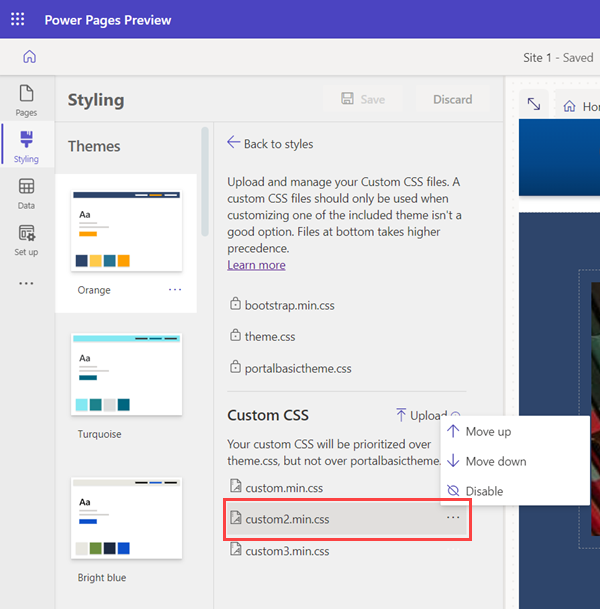 Power Pages Preview
Site 1 - Saved
Pages
Styling
Data
Set up
Styling
Save
Discard
Themes
Aa
Orange
Aa
Turquoise
Aa
Bright blue
Back to styles
Upload and manage your Custom CSS files. A
custom CSS files should only be used when
customizing one of the included theme isn't a
good option. Files at bottom takes higher
precedence.
Learn more
bootstrap.min.css
theme.css
portalbasictheme.css
Custom CSS
Upload
Your custom CSS will be prioritized over
theme.css, but not over portalbasictheme.
custom.min.css
custom2.min.css
custom3.min.css
Move up
Move down
Disable